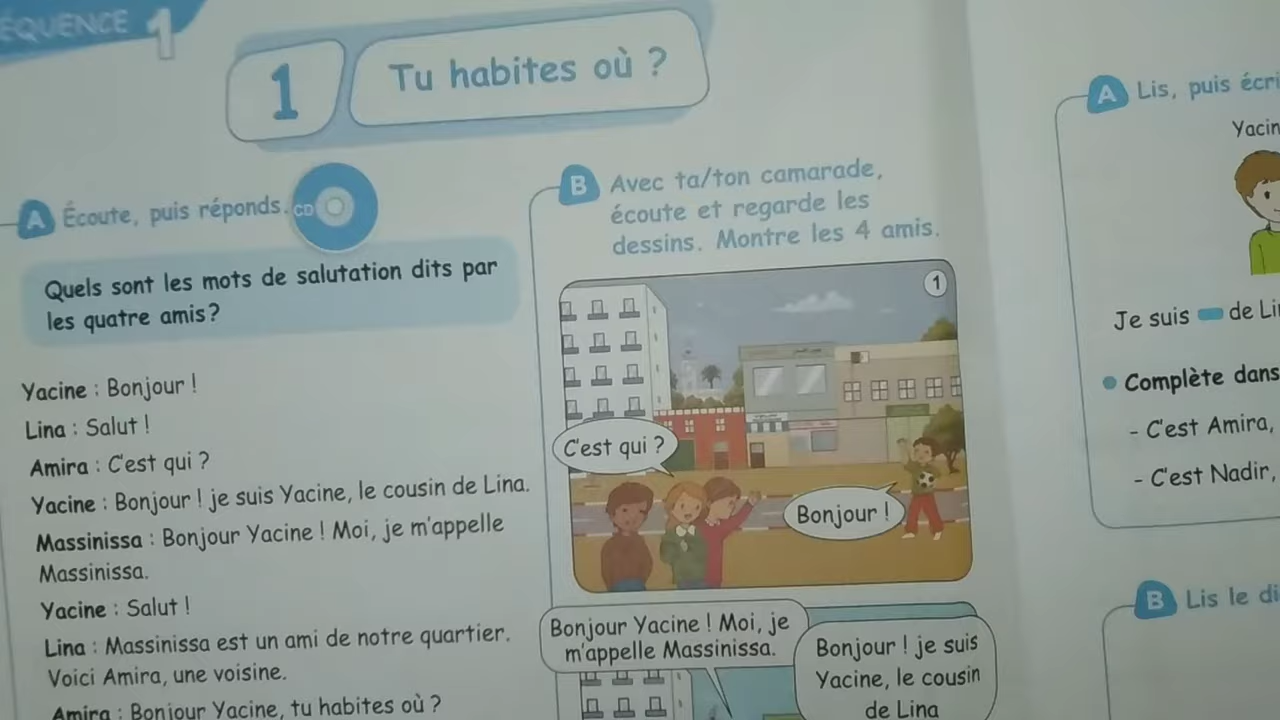 ÉQUENCE 1
1 Tu habites où ?
A Écoute, puis réponds. CD
Quels sont les mots de salutation dits par
les quatre amis?
Yacine : Bonjour !
Lina : Salut !
Amira : C'est qui ?
Yacine : Bonjour ! je suis Yacine, le cousin de Lina.
Massinissa : Bonjour Yacine ! Moi, je m'appelle
Massinissa.
Yacine : Salut !
Lina : Massinissa est un ami de notre quartier.
Voici Amira, une voisine.
Amira : Bonjour Yacine, tu habites où ?
B Avec ta/ton camarade,
écoute et regarde les
dessins. Montre les 4 amis.
1
C'est qui ?
Bonjour !
Bonjour Yacine ! Moi, je
m'appelle Massinissa.
Bonjour ! je suis
Yacine, le cousin
de Lina
A Lis, puis écri
Yacin
Je suis de Li
Complète dans
- C'est Amira,
- C'est Nadir,
B Lis le di